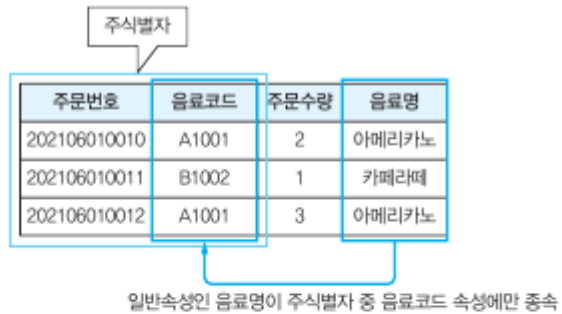 주식별자
주문번호 음료코드 주문수량 음료명
202106010010 A1001 2 아메리카노
202106010011 B1002 1 카페라떼
202106010012 A1001 3 아메리카노
일반속성인 음료명이 주식별자 중 음료코드 속성에만 종속